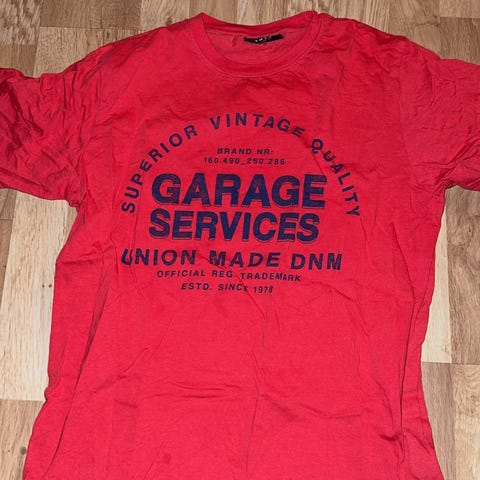 SUPERIOR VINTAGE QUALITY
BRAND NR:
160.490_250.286
GARAGE
SERVICES
UNION MADE DNM
OFFICIAL REG. TRADEMARK
ESTD. SINCE 1978